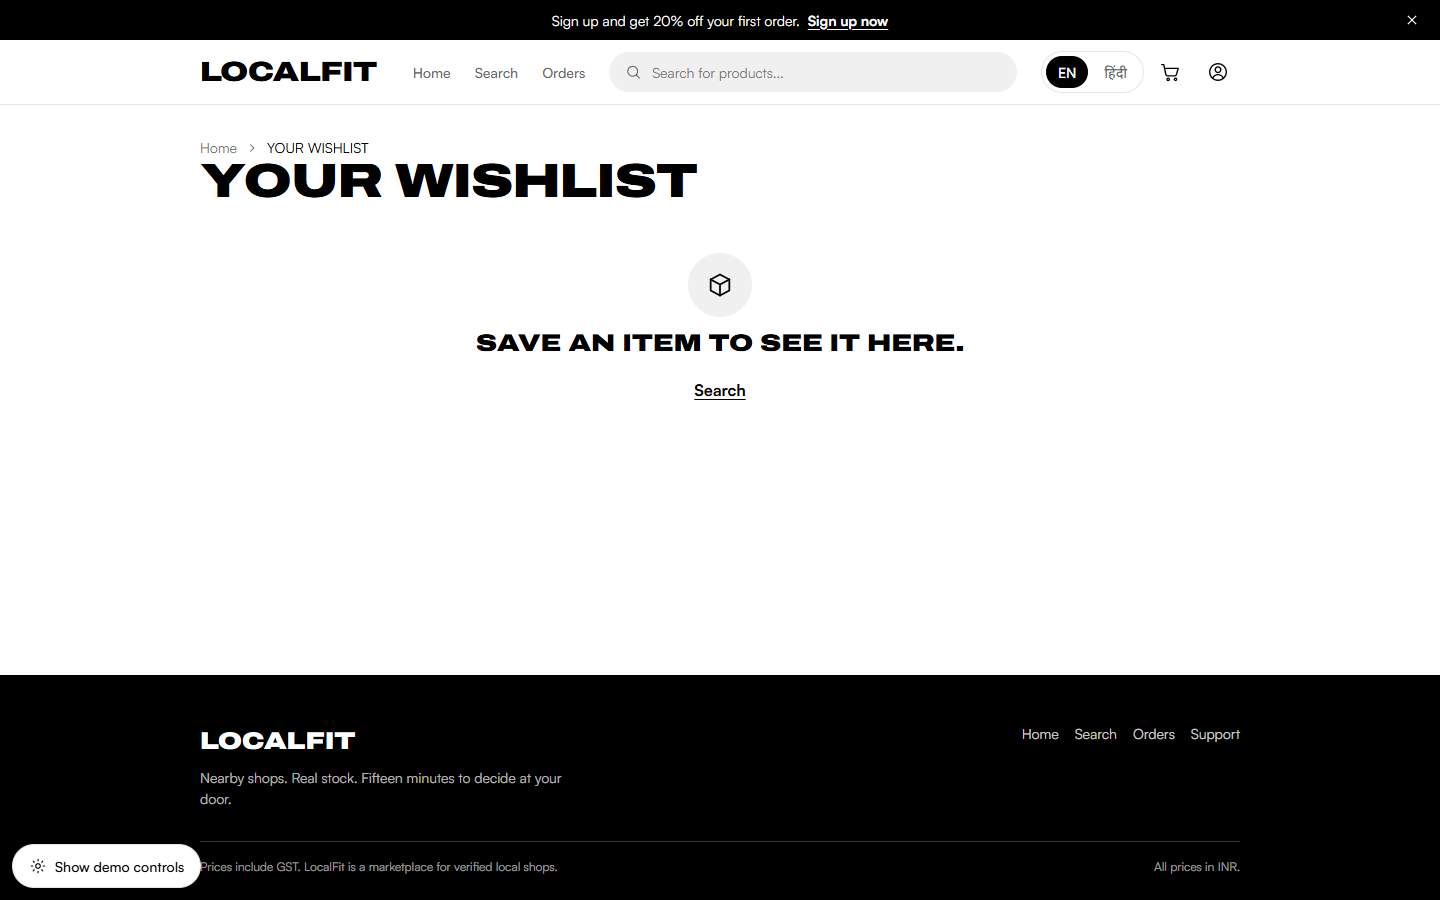 Sign up and get 20% off your first order. Sign up now
LOCALFIT
Home Search Orders
Search for products...
EN हिंदी
Home YOUR WISHLIST
YOUR WISHLIST
SAVE AN ITEM TO SEE IT HERE.
Search
LOCALFIT
Home Search Orders Support
Nearby shops. Real stock. Fifteen minutes to decide at your
door.
Show demo controls
Prices include GST. LocalFit is a marketplace for verified local shops.
All prices in INR.